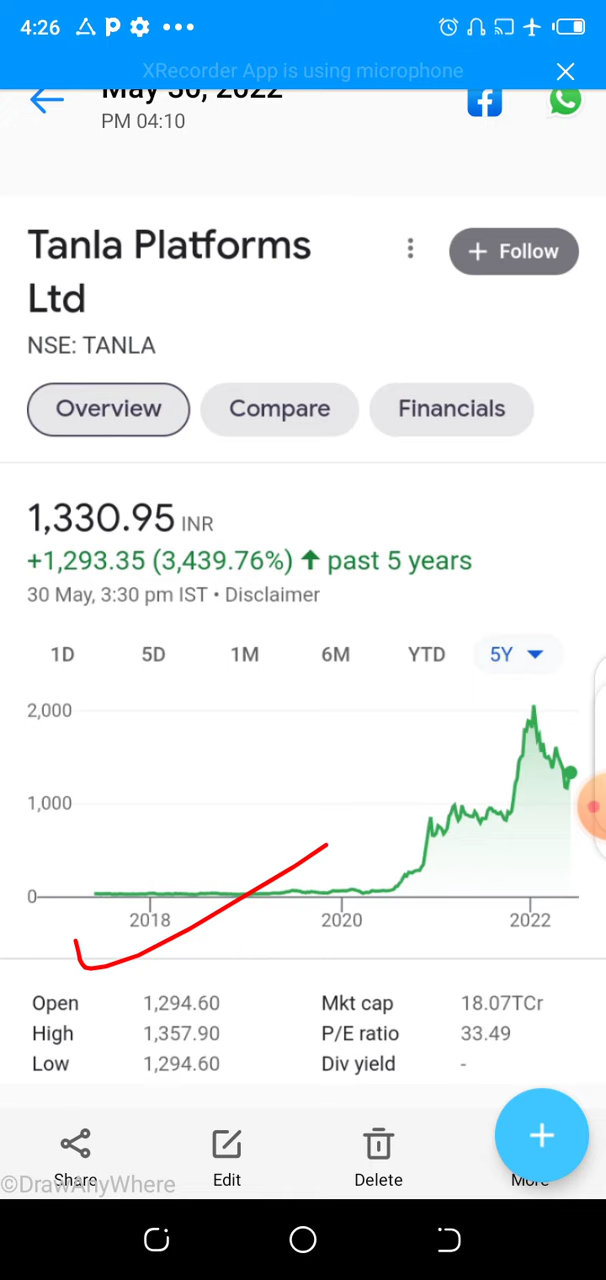 4:26
XRecorder App is using microphone
May 30, 2022
PM 04:10
Tanla Platforms
Ltd
+ Follow
NSE: TANLA
Overview Compare Financials
1,330.95 INR
+1,293.35 (3,439.76%) ↑ past 5 years
30 May, 3:30 pm IST • Disclaimer
1D 5D 1M 6M YTD 5Y
2,000
1,000
0
2018 2020 2022
Open 1,294.60 Mkt cap 18.07TCr
High 1,357.90 P/E ratio 33.49
Low 1,294.60 Div yield -
Share Edit Delete More
©DrawAnyWhere